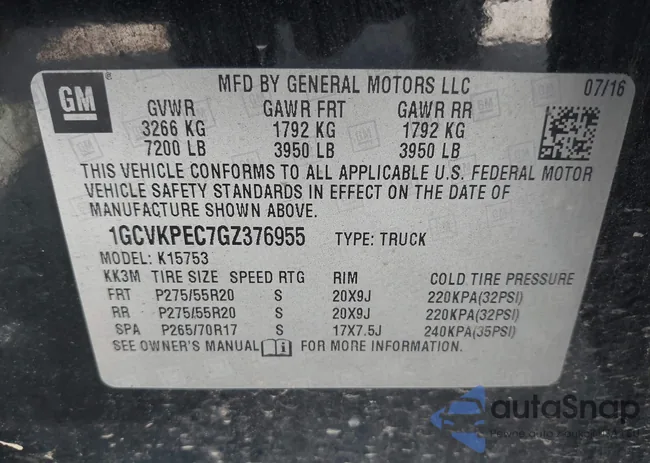 GM
MFD BY GENERAL MOTORS LLC 07/16
GVWR GAWR FRT GAWR RR
3266 KG 1792 KG 1792 KG
7200 LB 3950 LB 3950 LB
THIS VEHICLE CONFORMS TO ALL APPLICABLE U.S. FEDERAL MOTOR
VEHICLE SAFETY STANDARDS IN EFFECT ON THE DATE OF
MANUFACTURE SHOWN ABOVE.
1GCVKPEC7GZ376955 TYPE: TRUCK
MODEL: K15753
KK3M TIRE SIZE SPEED RTG RIM COLD TIRE PRESSURE
FRT P275/55R20 S 20X9J 220KPA(32PSI)
RR P275/55R20 S 20X9J 220KPA(32PSI)
SPA P265/70R17 S 17X7.5J 240KPA(35PSI)
SEE OWNER'S MANUAL i FOR MORE INFORMATION.
autoSnap